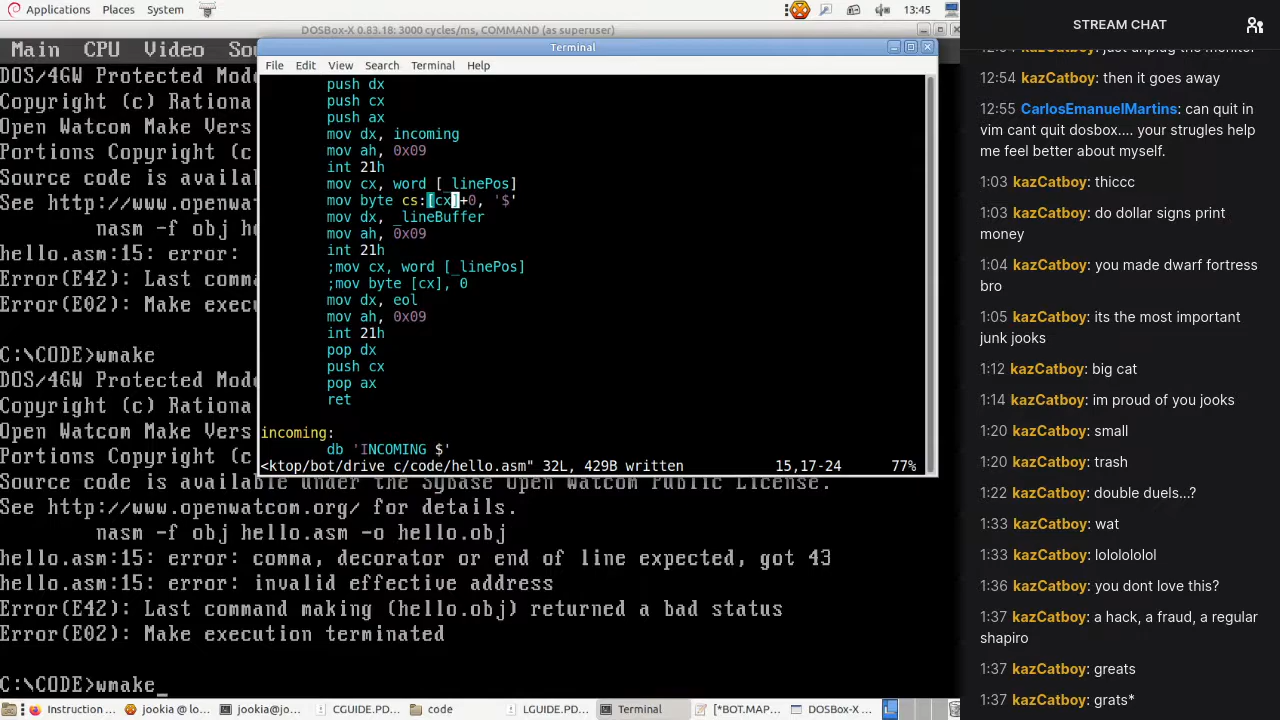 Applications Places System
13:45
DOSBox-X 0.83.18: 3000 cycles/ms, COMMAND (as superuser)
Main CPU Video Sou
Terminal
File Edit View Search Terminal Help
DOS/4GW Protected Mode
Copyright (c) Rationa
Open Watcom Make Vers
Portions Copyright (c
Source code is availa
See http://www.openwa
nasm -f obj he
hello.asm:15: error:
Error(E42): Last comma
Error(E02): Make execu
C:\CODE>wmake
DOS/4GW Protected Mode
Copyright (c) Rationa
Open Watcom Make Vers
Portions Copyright (c
Source code is available under the Sybase Open Watcom Public License.
See http://www.openwatcom.org/ for details.
nasm -f obj hello.asm -o hello.obj
hello.asm:15: error: comma, decorator or end of line expected, got 43
hello.asm:15: error: invalid effective address
Error(E42): Last command making (hello.obj) returned a bad status
Error(E02): Make execution terminated
C:\CODE>wmake_
push dx
push cx
push ax
mov dx, incoming
mov ah, 0x09
int 21h
mov cx, word [_linePos]
mov byte cs:[cx]+0, '$'
mov dx, _lineBuffer
mov ah, 0x09
int 21h
;mov cx, word [_linePos]
;mov byte [cx], 0
mov dx, eol
mov ah, 0x09
int 21h
pop dx
push cx
pop ax
ret
incoming:
db 'INCOMING $'
<ktop/bot/drive c/code/hello.asm" 32L, 429B written 15,17-24 77%
Instruction ...
jookia @ lo...
jookia@jo...
CGUIDE.PD...
code
LGUIDE.PD...
Terminal
[*BOT.MAP...
DOSBox-X ...
STREAM CHAT
12:54 kazCatboy: just unplug the monitor
12:54 kazCatboy: then it goes away
12:55 CarlosEmanuelMartins: can quit in
vim cant quit dosbox.... your strugles help
me feel better about myself.
1:03 kazCatboy: thiccc
1:03 kazCatboy: do dollar signs print
money
1:04 kazCatboy: you made dwarf fortress
bro
1:05 kazCatboy: its the most important
junk jooks
1:12 kazCatboy: big cat
1:14 kazCatboy: im proud of you jooks
1:20 kazCatboy: small
1:20 kazCatboy: trash
1:22 kazCatboy: double duels...?
1:33 kazCatboy: wat
1:33 kazCatboy: lolololol
1:36 kazCatboy: you dont love this?
1:37 kazCatboy: a hack, a fraud, a regular
shapiro
1:37 kazCatboy: greats
1:37 kazCatboy: grats*